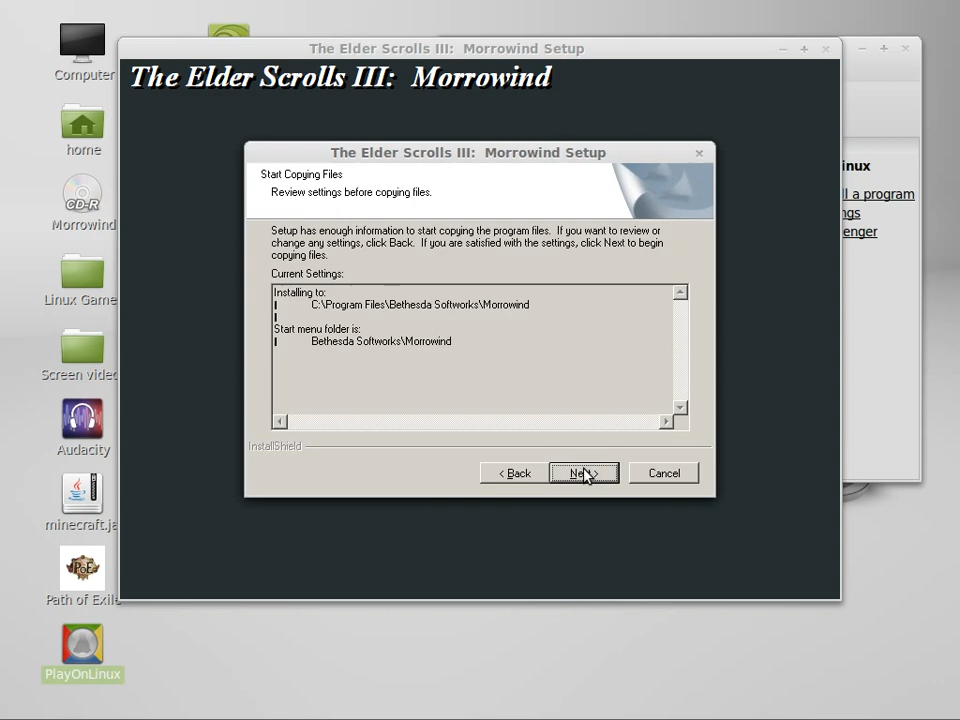 Computer
home
Morrowind
Linux Game
Screen video
Audacity
minecraft.ja
Path of Exile
PlayOnLinux
The Elder Scrolls III: Morrowind Setup
The Elder Scrolls III: Morrowind
The Elder Scrolls III: Morrowind Setup
Start Copying Files
Review settings before copying files.
Setup has enough information to start copying the program files. If you want to review or
change any settings, click Back. If you are satisfied with the settings, click Next to begin
copying files.
Current Settings:
Installing to:
C:\Program Files\Bethesda Softworks\Morrowind
Start menu folder is:
Bethesda Softworks\Morrowind
InstallShield
< Back
Next >
Cancel
inux
ll a program
ngs
enger
CD-R
PoE